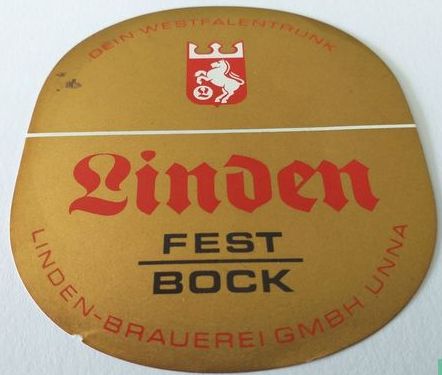 DEIN WESTFALENTRUNK
L
Linden
FEST
BOCK
LINDEN-BRAUEREI GMBH UNNA